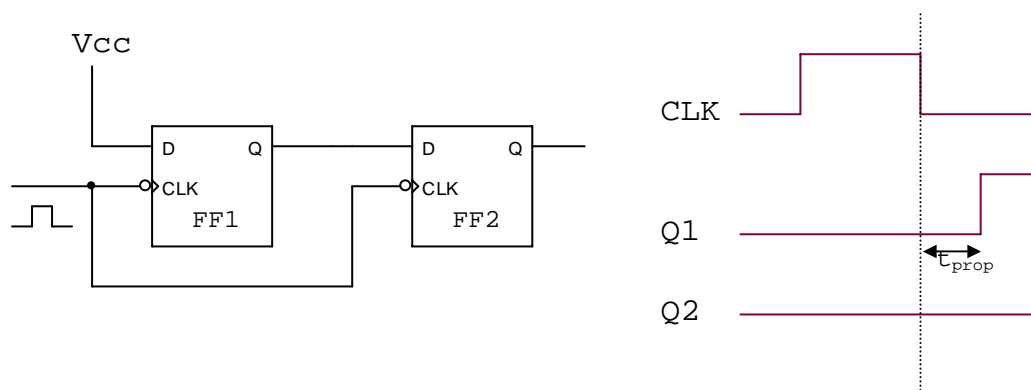 Vcc
D Q
CLK
FF1
D Q
CLK
FF2
CLK
Q1
tprop
Q2